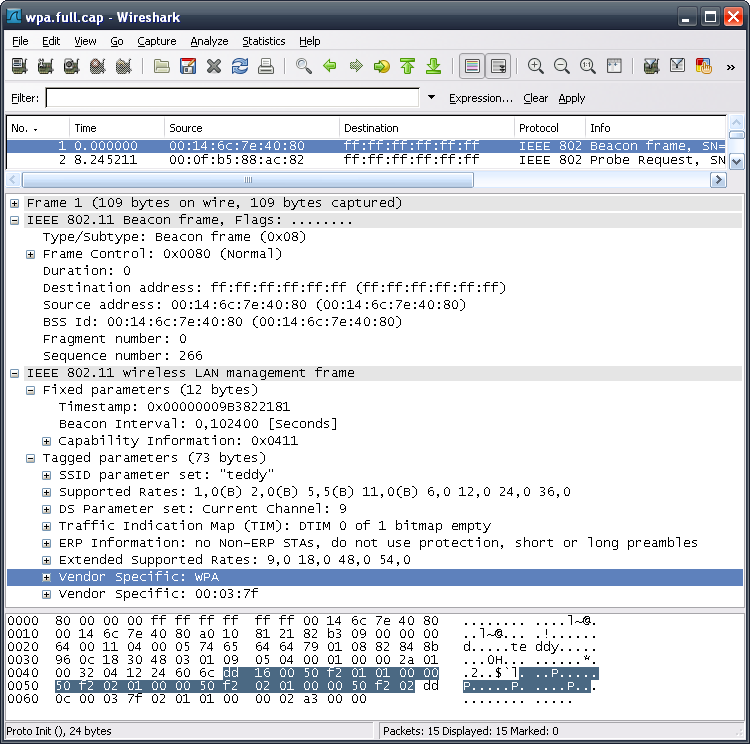 wpa.full.cap - Wireshark
File Edit View Go Capture Analyze Statistics Help
Filter: Expression... Clear Apply
No. Time Source Destination Protocol Info
1 0.000000 00:14:6c:7e:40:80 ff:ff:ff:ff:ff:ff IEEE 802 Beacon frame, SN=
2 8.245211 00:0f:b5:88:ac:82 ff:ff:ff:ff:ff:ff IEEE 802 Probe Request, SN
Frame 1 (109 bytes on wire, 109 bytes captured)
IEEE 802.11 Beacon frame, Flags: ........
Type/Subtype: Beacon frame (0x08)
Frame Control: 0x0080 (Normal)
Duration: 0
Destination address: ff:ff:ff:ff:ff:ff (ff:ff:ff:ff:ff:ff)
Source address: 00:14:6c:7e:40:80 (00:14:6c:7e:40:80)
BSS Id: 00:14:6c:7e:40:80 (00:14:6c:7e:40:80)
Fragment number: 0
Sequence number: 266
IEEE 802.11 wireless LAN management frame
Fixed parameters (12 bytes)
Timestamp: 0x00000009B3822181
Beacon Interval: 0,102400 [Seconds]
Capability Information: 0x0411
Tagged parameters (73 bytes)
SSID parameter set: "teddy"
Supported Rates: 1,0(B) 2,0(B) 5,5(B) 11,0(B) 6,0 12,0 24,0 36,0
DS Parameter set: Current Channel: 9
Traffic Indication Map (TIM): DTIM 0 of 1 bitmap empty
ERP Information: no Non-ERP STAs, do not use protection, short or long preambles
Extended Supported Rates: 9,0 18,0 48,0 54,0
Vendor Specific: WPA
Vendor Specific: 00:03:7f
0000 80 00 00 00 ff ff ff ff ff ff 00 14 6c 7e 40 80 ........ ....l~@.
0010 00 14 6c 7e 40 80 a0 10 81 21 82 b3 09 00 00 00 ..l~@... .!......
0020 64 00 11 04 00 05 74 65 64 64 79 01 08 82 84 8b d.....te ddy.....
0030 96 0c 18 30 48 03 01 09 05 04 00 01 00 00 2a 01 ...0H... ......*.
0040 00 32 04 12 24 60 6c dd 16 00 50 f2 01 01 00 00 .2..$`l. ..P.....
0050 50 f2 02 01 00 00 50 f2 02 01 00 00 50 f2 02 dd P.....P. ....P...
0060 0c 00 03 7f 02 01 01 00 00 02 a3 00 00 ........ .....
Proto Init (), 24 bytes Packets: 15 Displayed: 15 Marked: 0